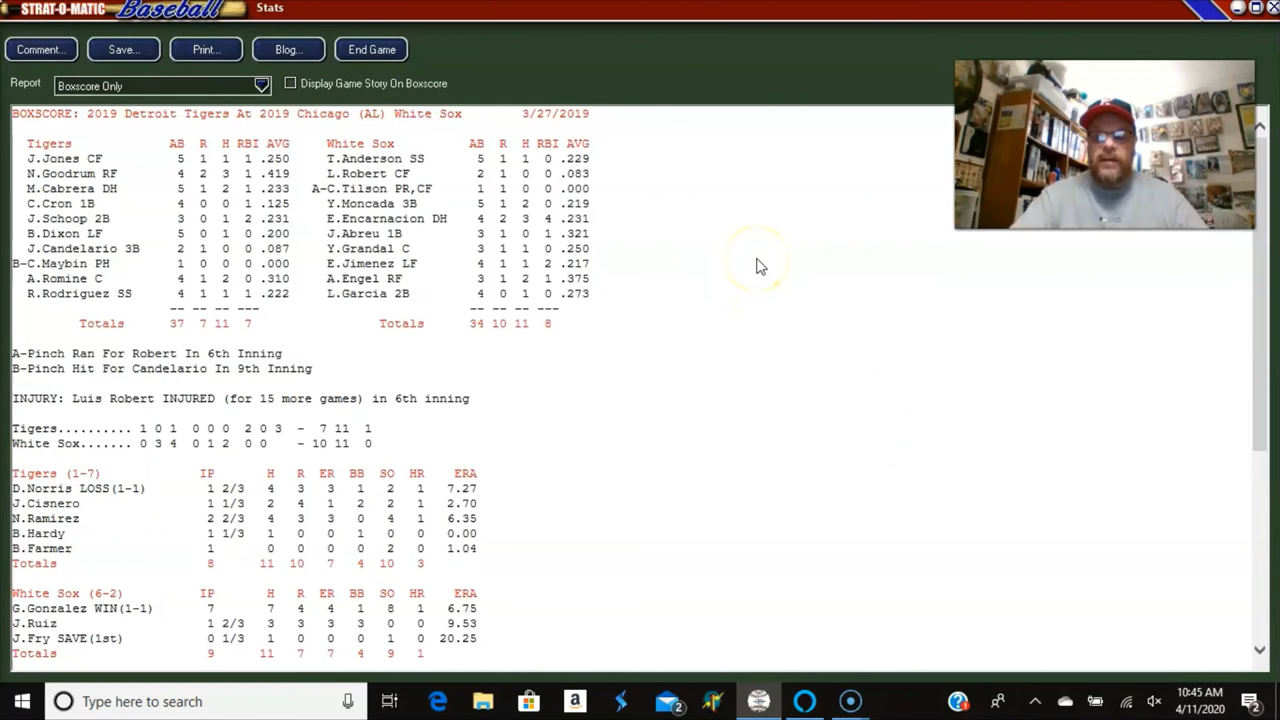 STRAT-O-MATIC Baseball Stats
Comment... Save... Print... Blog... End Game
Report Boxscore Only Display Game Story On Boxscore
BOXSCORE: 2019 Detroit Tigers At 2019 Chicago (AL) White Sox 3/27/2019
Tigers AB R H RBI AVG White Sox AB R H RBI AVG
J.Jones CF 5 1 1 1 .250 T.Anderson SS 5 1 1 0 .229
N.Goodrum RF 4 2 3 1 .419 L.Robert CF 2 1 0 0 .083
M.Cabrera DH 5 1 2 1 .233 A-C.Tilson PR,CF 1 1 0 0 .000
C.Cron 1B 4 0 0 1 .125 Y.Moncada 3B 5 1 2 0 .219
J.Schoop 2B 3 0 1 2 .231 E.Encarnacion DH 4 2 3 4 .231
B.Dixon LF 5 0 1 0 .200 J.Abreu 1B 3 1 0 1 .321
J.Candelario 3B 2 1 0 0 .087 Y.Grandal C 3 1 1 0 .250
B-C.Maybin PH 1 0 0 0 .000 E.Jimenez LF 4 1 1 2 .217
A.Romine C 4 1 2 0 .310 A.Engel RF 3 1 2 1 .375
R.Rodriguez SS 4 1 1 1 .222 L.Garcia 2B 4 0 1 0 .273
-- -- -- --- -- -- -- ---
Totals 37 7 11 7 Totals 34 10 11 8
A-Pinch Ran For Robert In 6th Inning
B-Pinch Hit For Candelario In 9th Inning
INJURY: Luis Robert INJURED (for 15 more games) in 6th inning
Tigers.......... 1 0 1 0 0 0 2 0 3 - 7 11 1
White Sox....... 0 3 4 0 1 2 0 0 - 10 11 0
Tigers (1-7) IP H R ER BB SO HR ERA
D.Norris LOSS(1-1) 1 2/3 4 3 3 1 2 1 7.27
J.Cisnero 1 1/3 2 4 1 2 2 1 2.70
N.Ramirez 2 2/3 4 3 3 0 4 1 6.35
B.Hardy 1 1/3 1 0 0 1 0 0 0.00
B.Farmer 1 0 0 0 0 2 0 1.04
Totals 8 11 10 7 4 10 3
White Sox (6-2) IP H R ER BB SO HR ERA
G.Gonzalez WIN(1-1) 7 7 4 4 1 8 1 6.75
J.Ruiz 1 2/3 3 3 3 3 0 0 9.53
J.Fry SAVE(1st) 0 1/3 1 0 0 0 1 0 20.25
Totals 9 11 7 7 4 9 1
Type here to search
2
10:45 AM
4/11/2020
2